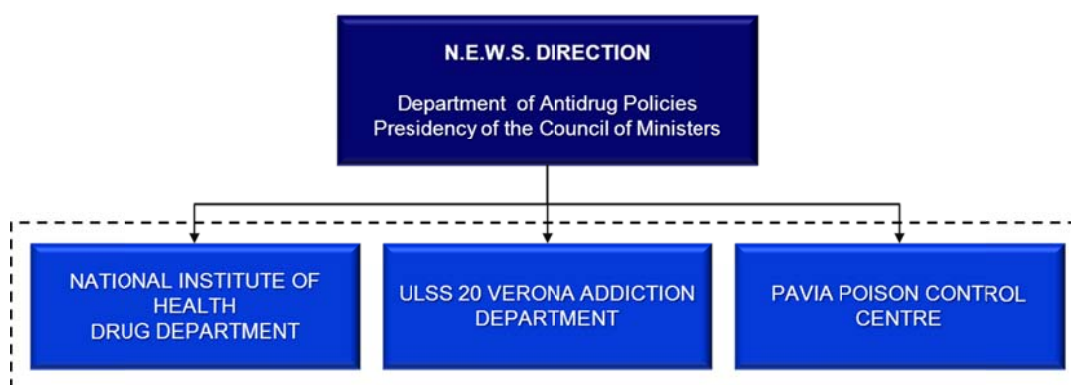 N.E.W.S. DIRECTION
Department of Antidrug Policies
Presidency of the Council of Ministers
NATIONAL INSTITUTE OF
HEALTH
DRUG DEPARTMENT
ULSS 20 VERONA ADDICTION
DEPARTMENT
PAVIA POISON CONTROL
CENTRE